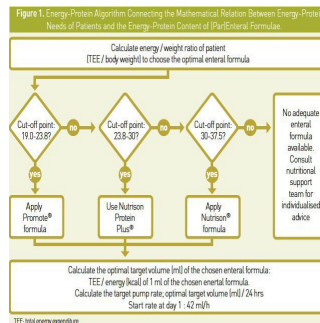 Figure 1. Energy-Protein Algorithm Connecting the Mathematical Relation Between Energy-Protein
Needs of Patients and the Energy-Protein Content of (Par)Enteral Formulae.
Calculate energy / weight ratio of patient
(TEE / body weight) to choose the optimal enteral formula
Cut-off point:
19.0-23.8?
no
Cut-off point:
23.8-30?
no
Cut-off point:
30-37.5?
no
No adequate
enteral
formula
available.
Consult
nutritional
support
team for
individualised
advice
yes
yes
yes
Apply
Promote®
formula
Use Nutrison
Protein
Plus®
Apply
Nutrison®
formula
Calculate the optimal target volume (ml) of the chosen enteral formula:
TEE / energy (kcal) of 1 ml of the chosen enertal formula.
Calculate the target pump rate; optimal target volume (ml) / 24 hrs
Start rate at day 1 : 42 ml/h
TEE- total energy expenditure